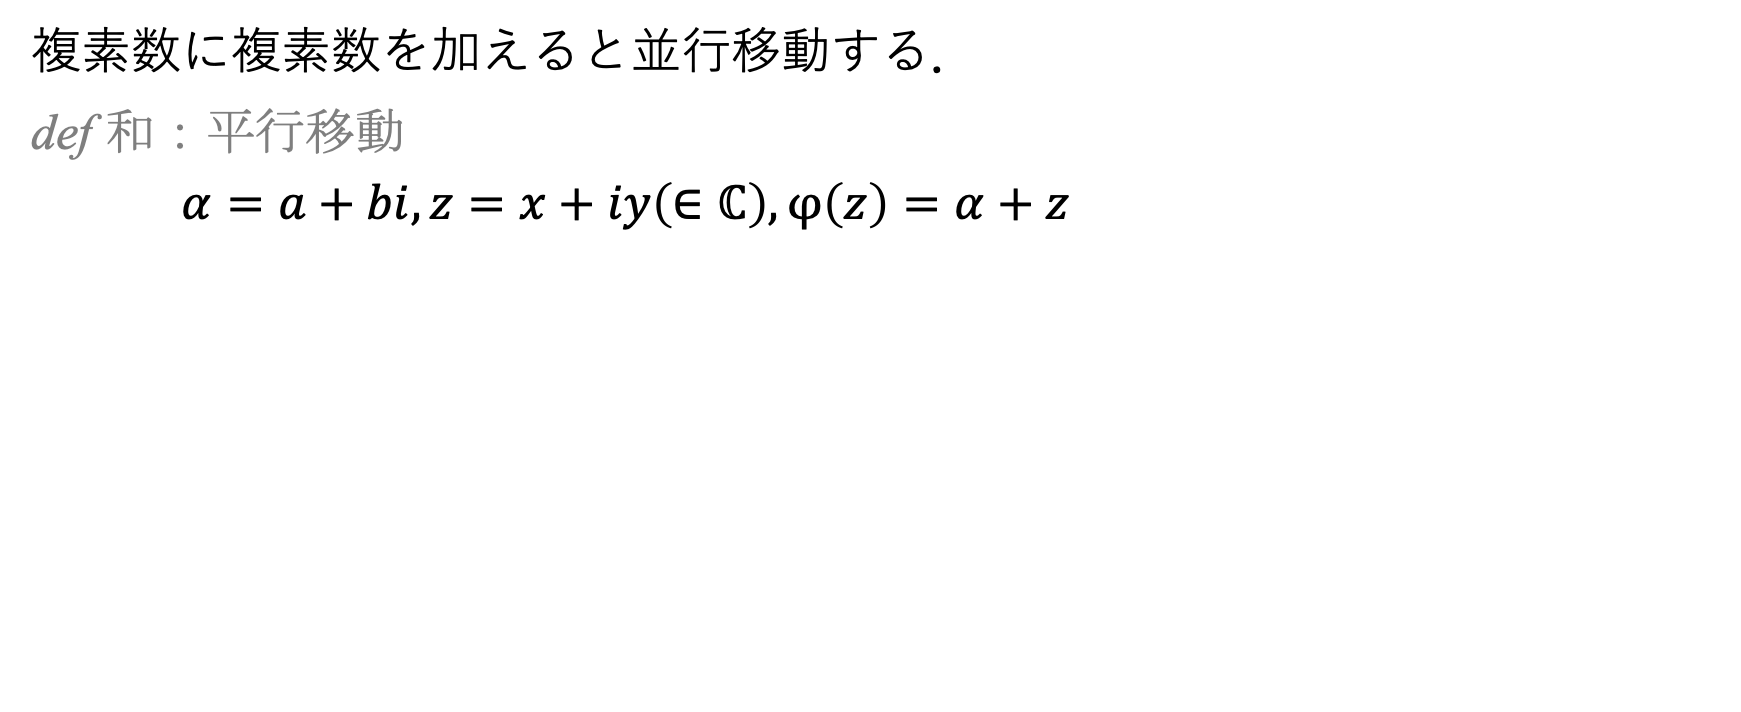 複素数に複素数を加えると並行移動する.
def 和：平行移動
α = a + bi, z = x + iy(∈ ℂ), φ(z) = α + z